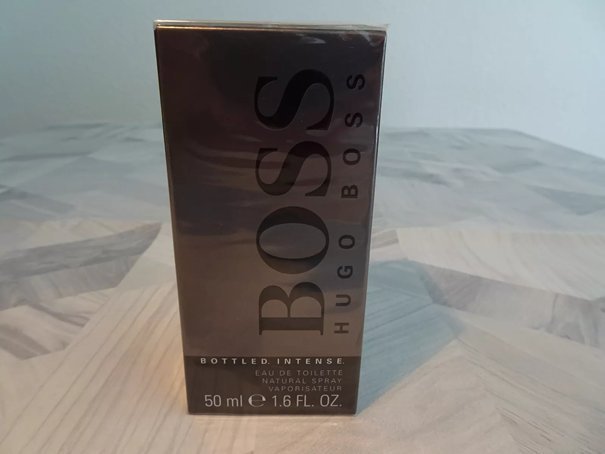 BOSS
HUGO BOSS
BOTTLED. INTENSE.
EAU DE TOILETTE
NATURAL SPRAY
VAPORISATEUR
50 ml ℮ 1.6 FL. OZ.